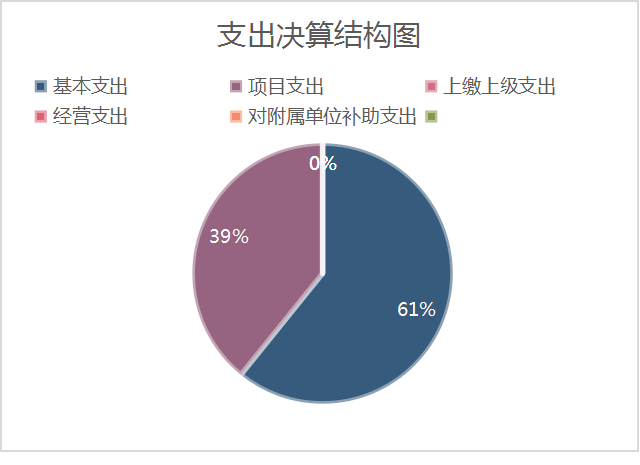 支出决算结构图
基本支出 项目支出 上缴上级支出
经营支出 对附属单位补助支出
0%
39%
61%